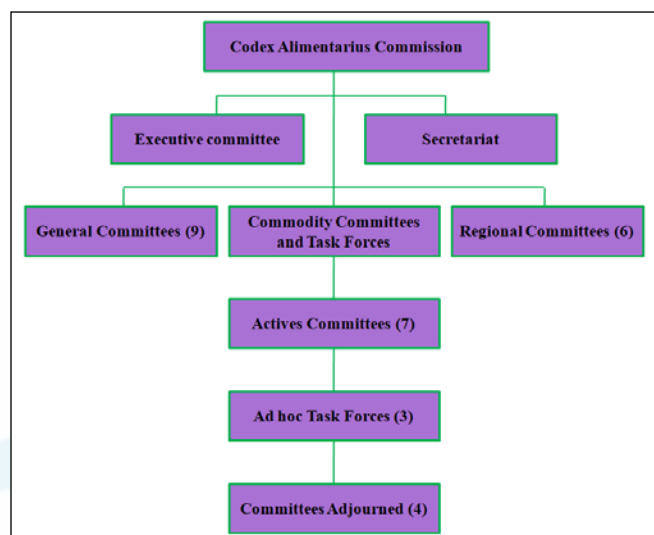 Codex Alimentarius Commission
Executive committee
Secretariat
General Committees (9)
Commodity Committees
and Task Forces
Regional Committees (6)
Actives Committees (7)
Ad hoc Task Forces (3)
Committees Adjourned (4)